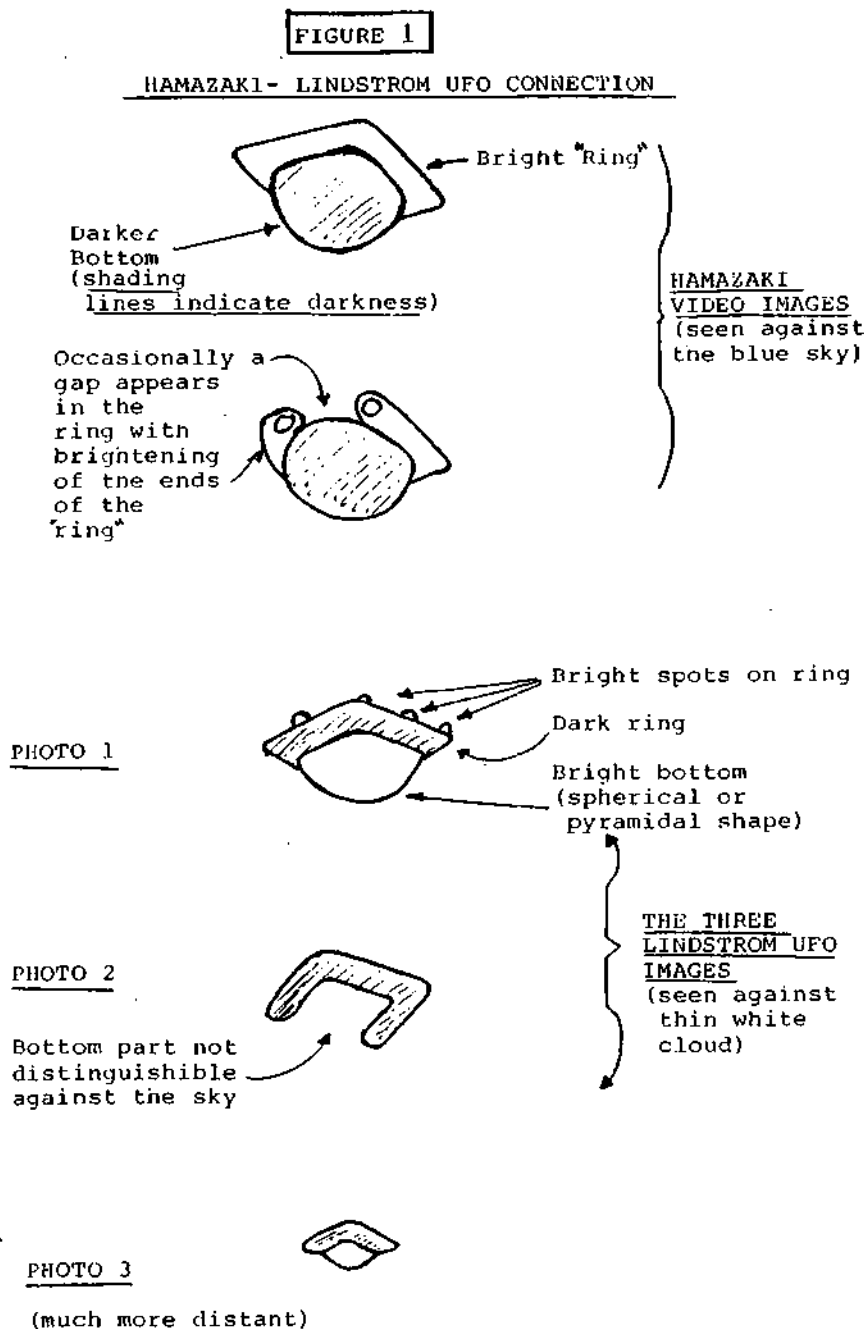 FIGURE 1
HAMAZAKI- LINDSTROM UFO CONNECTION
Bright "Ring"
Darker
Bottom
(shading
lines indicate darkness)
HAMAZAKI
VIDEO IMAGES
(seen against
the blue sky)
Occasionally a
gap appears
in the
ring with
brightening
of the ends
of the
"ring"
PHOTO 1
Bright spots on ring
Dark ring
Bright bottom
(spherical or
pyramidal shape)
THE THREE
LINDSTROM UFO
IMAGES
(seen against
thin white
cloud)
PHOTO 2
Bottom part not
distinguishible
against the sky
PHOTO 3
(much more distant)